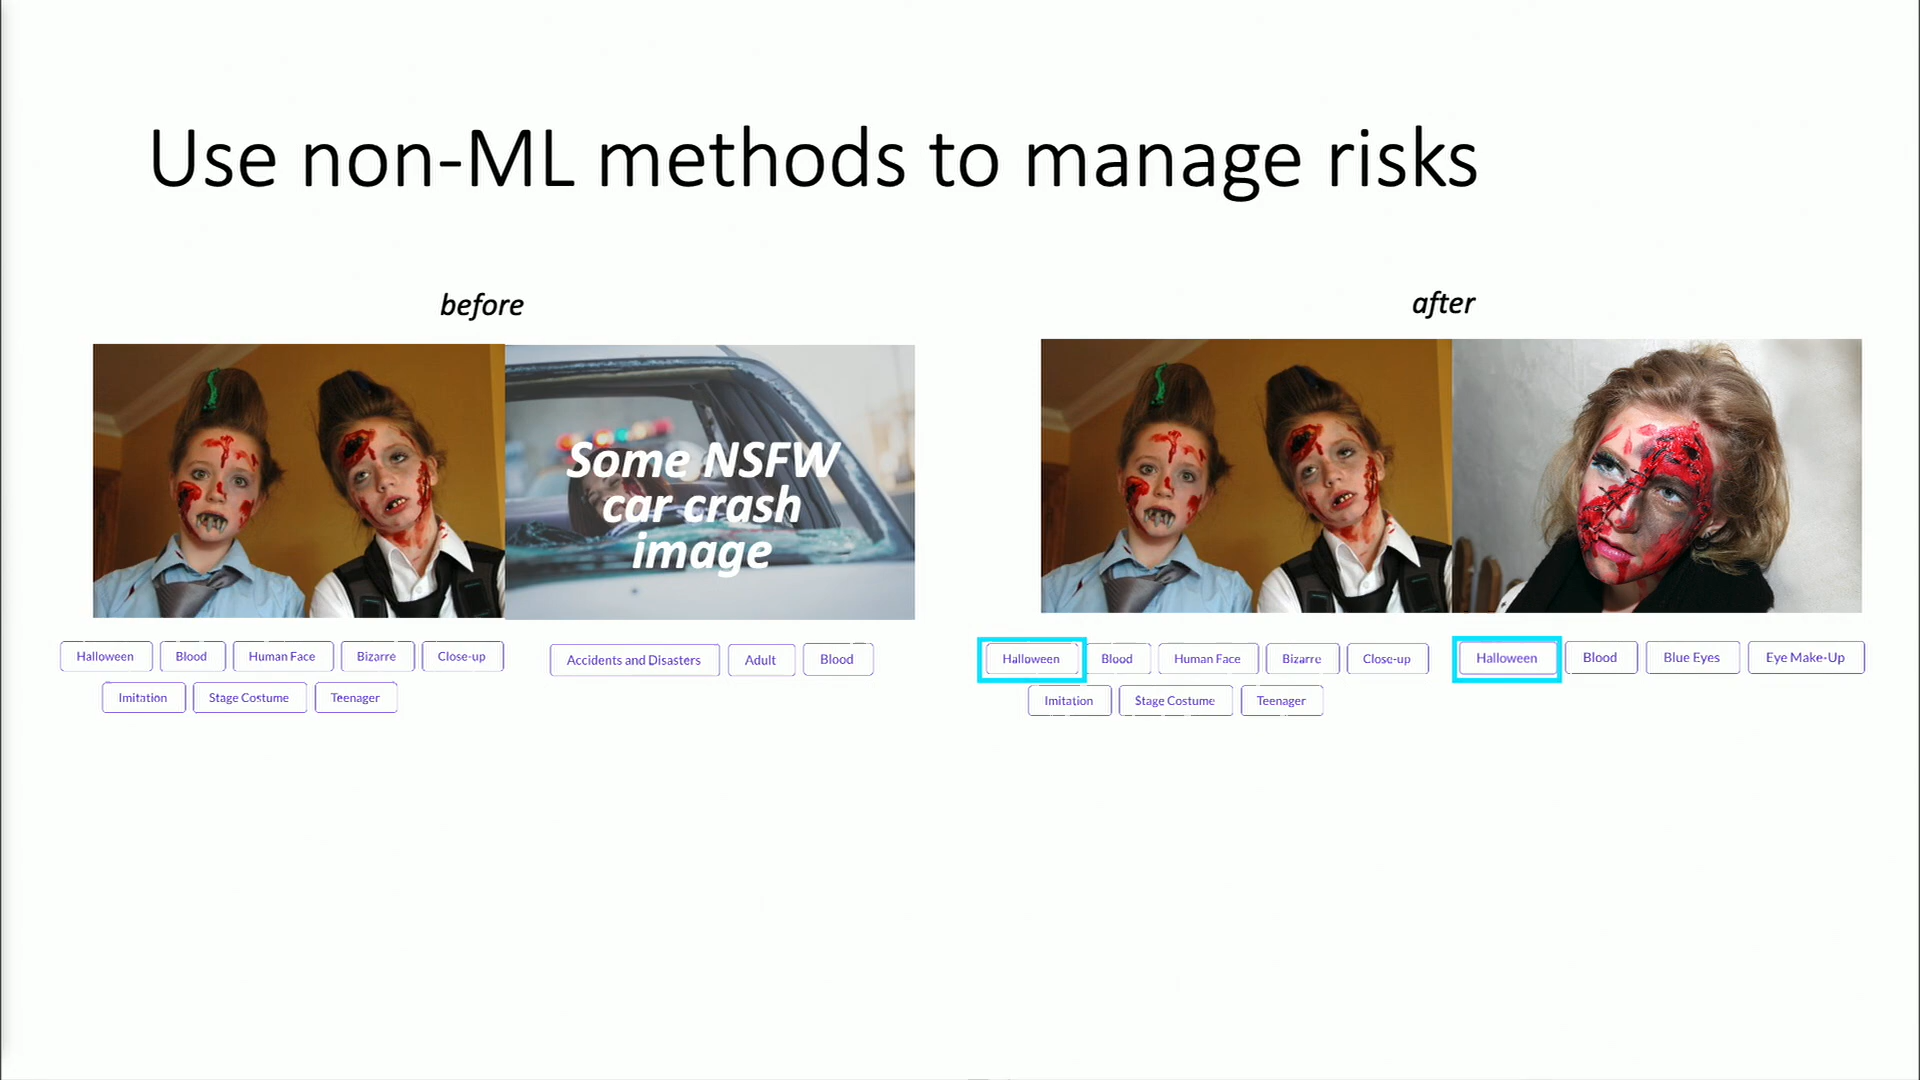 Use non-ML methods to manage risks
before
Some NSFW
car crash
image
Halloween Blood Human Face Bizarre Close-up
Imitation Stage Costume Teenager
Accidents and Disasters Adult Blood
after
Halloween Blood Human Face Bizarre Close-up
Imitation Stage Costume Teenager
Halloween Blood Blue Eyes Eye Make-Up